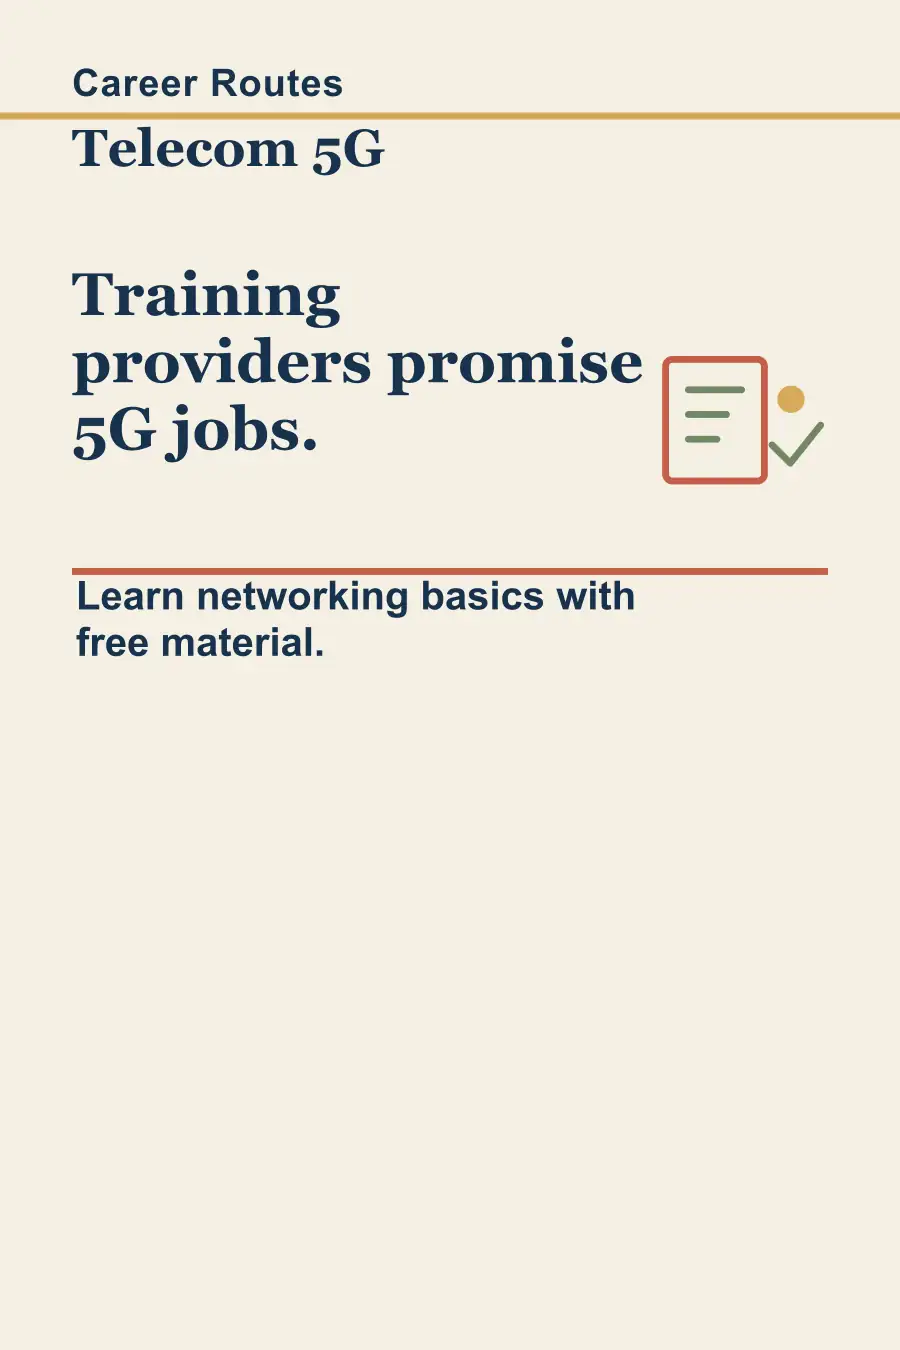 Career Routes
Telecom 5G
Training
providers promise
5G jobs.
Learn networking basics with
free material.